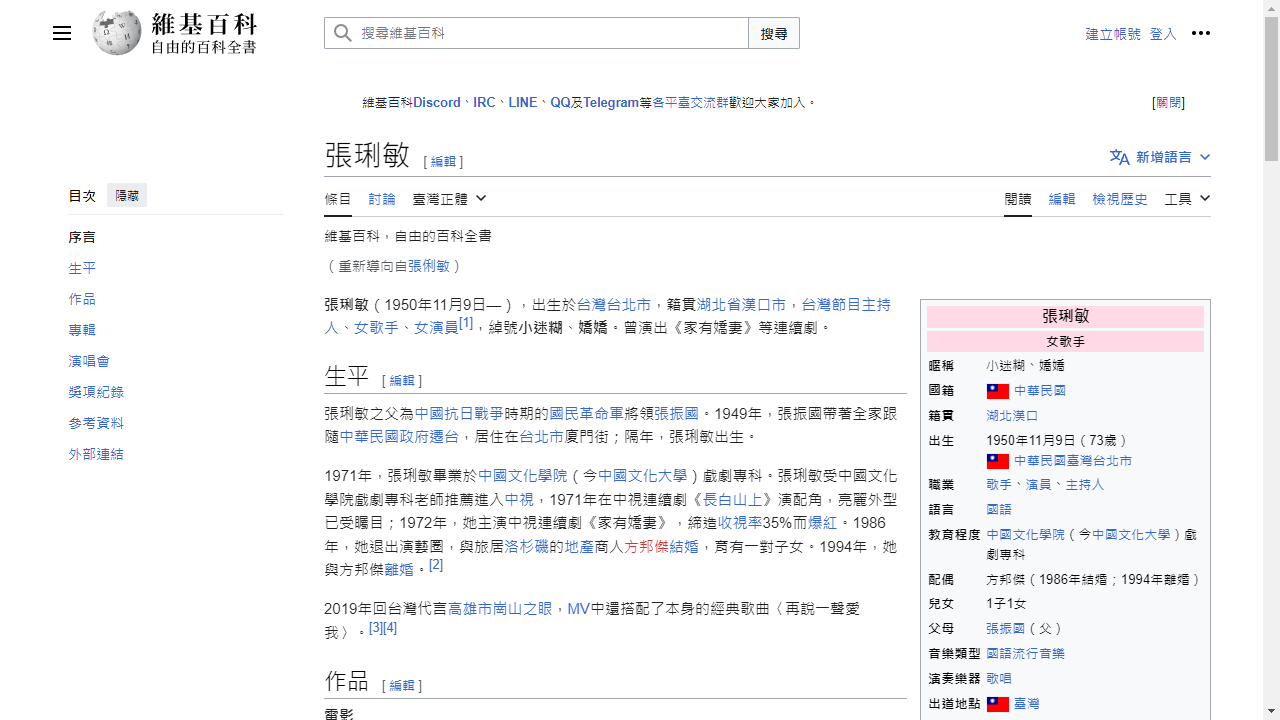 維基百科
自由的百科全書
搜尋維基百科
搜尋
建立帳號 登入
維基百科Discord、IRC、LINE、QQ及Telegram等各平臺交流群歡迎大家加入。
[關閉]
張琍敏 [ 編輯 ]
新增語言
目次 隱藏
序言
生平
作品
專輯
演唱會
獎項紀錄
參考資料
外部連結
條目 討論 臺灣正體
閱讀 編輯 檢視歷史 工具
維基百科，自由的百科全書
（重新導向自張俐敏）
張琍敏（1950年11月9日—），出生於台灣台北市，籍貫湖北省漢口市，台灣節目主持
人、女歌手、女演員[1]，綽號小迷糊、嬌嬌。曾演出《家有嬌妻》等連續劇。
生平 [ 編輯 ]
張琍敏之父為中國抗日戰爭時期的國民革命軍將領張振國。1949年，張振國帶著全家跟
隨中華民國政府遷台，居住在台北市廈門街；隔年，張琍敏出生。
1971年，張琍敏畢業於中國文化學院（今中國文化大學）戲劇專科。張琍敏受中國文化
學院戲劇專科老師推薦進入中視，1971年在中視連續劇《長白山上》演配角，亮麗外型
已受矚目；1972年，她主演中視連續劇《家有嬌妻》，締造收視率35%而爆紅。1986
年，她退出演藝圈，與旅居洛杉磯的地產商人方邦傑結婚，育有一對子女。1994年，她
與方邦傑離婚。[2]
2019年回台灣代言高雄市崗山之眼，MV中還搭配了本身的經典歌曲〈再說一聲愛
我〉。[3][4]
作品 [ 編輯 ]
電影
張琍敏
女歌手
暱稱 小迷糊、嬌嬌
國籍 中華民國
籍貫 湖北漢口
出生 1950年11月9日（73歲）
中華民國臺灣台北市
職業 歌手、演員、主持人
語言 國語
教育程度 中國文化學院（今中國文化大學）戲
劇專科
配偶 方邦傑（1986年結婚；1994年離婚）
兒女 1子1女
父母 張振國（父）
音樂類型 國語流行音樂
演奏樂器 歌唱
出道地點 臺灣